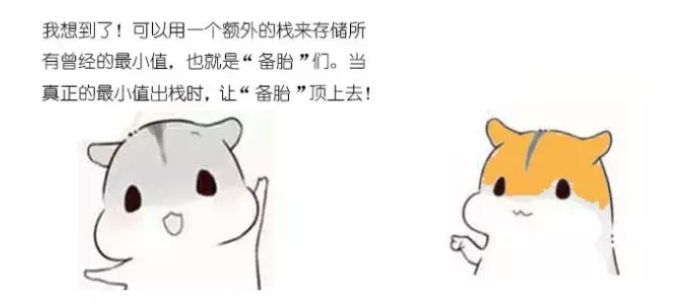 我想到了！可以用一个额外的栈来存储所
有曾经的最小值，也就是“备胎”们。当
真正的最小值出栈时，让“备胎”顶上去！